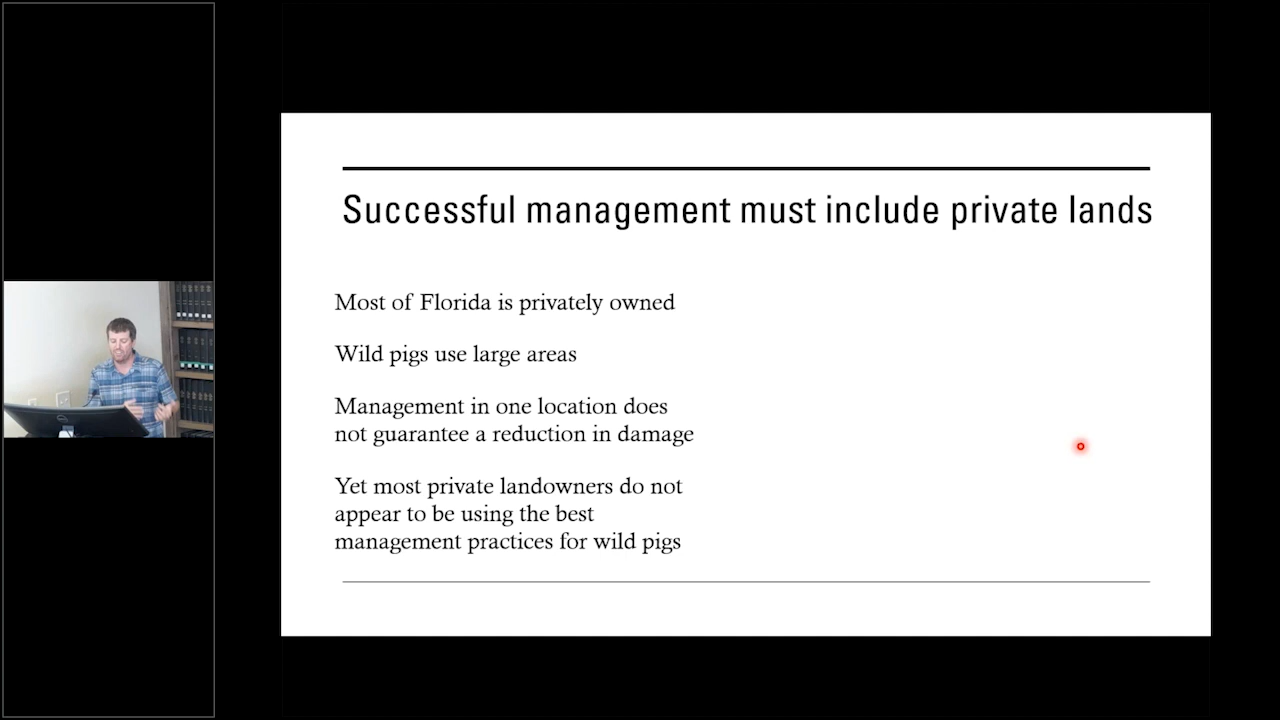 Successful management must include private lands
Most of Florida is privately owned
Wild pigs use large areas
Management in one location does
not guarantee a reduction in damage
Yet most private landowners do not
appear to be using the best
management practices for wild pigs